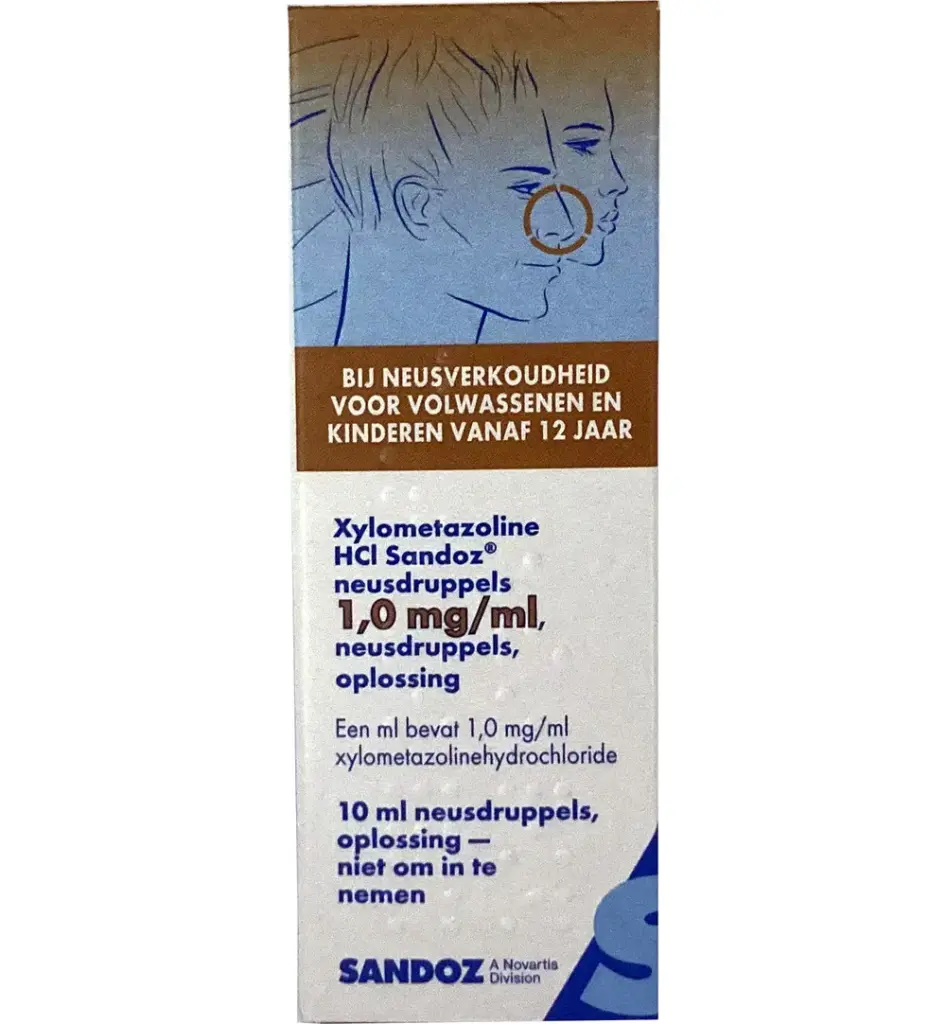 BIJ NEUSVERKOUDHEID
VOOR VOLWASSENEN EN
KINDEREN VANAF 12 JAAR
Xylometazoline
HCl Sandoz®
neusdruppels
1,0 mg/ml,
neusdruppels,
oplossing
Een ml bevat 1,0 mg/ml
xylometazolinehydrochloride
10 ml neusdruppels,
oplossing —
niet om in te
nemen
SANDOZ A Novartis
Division
S